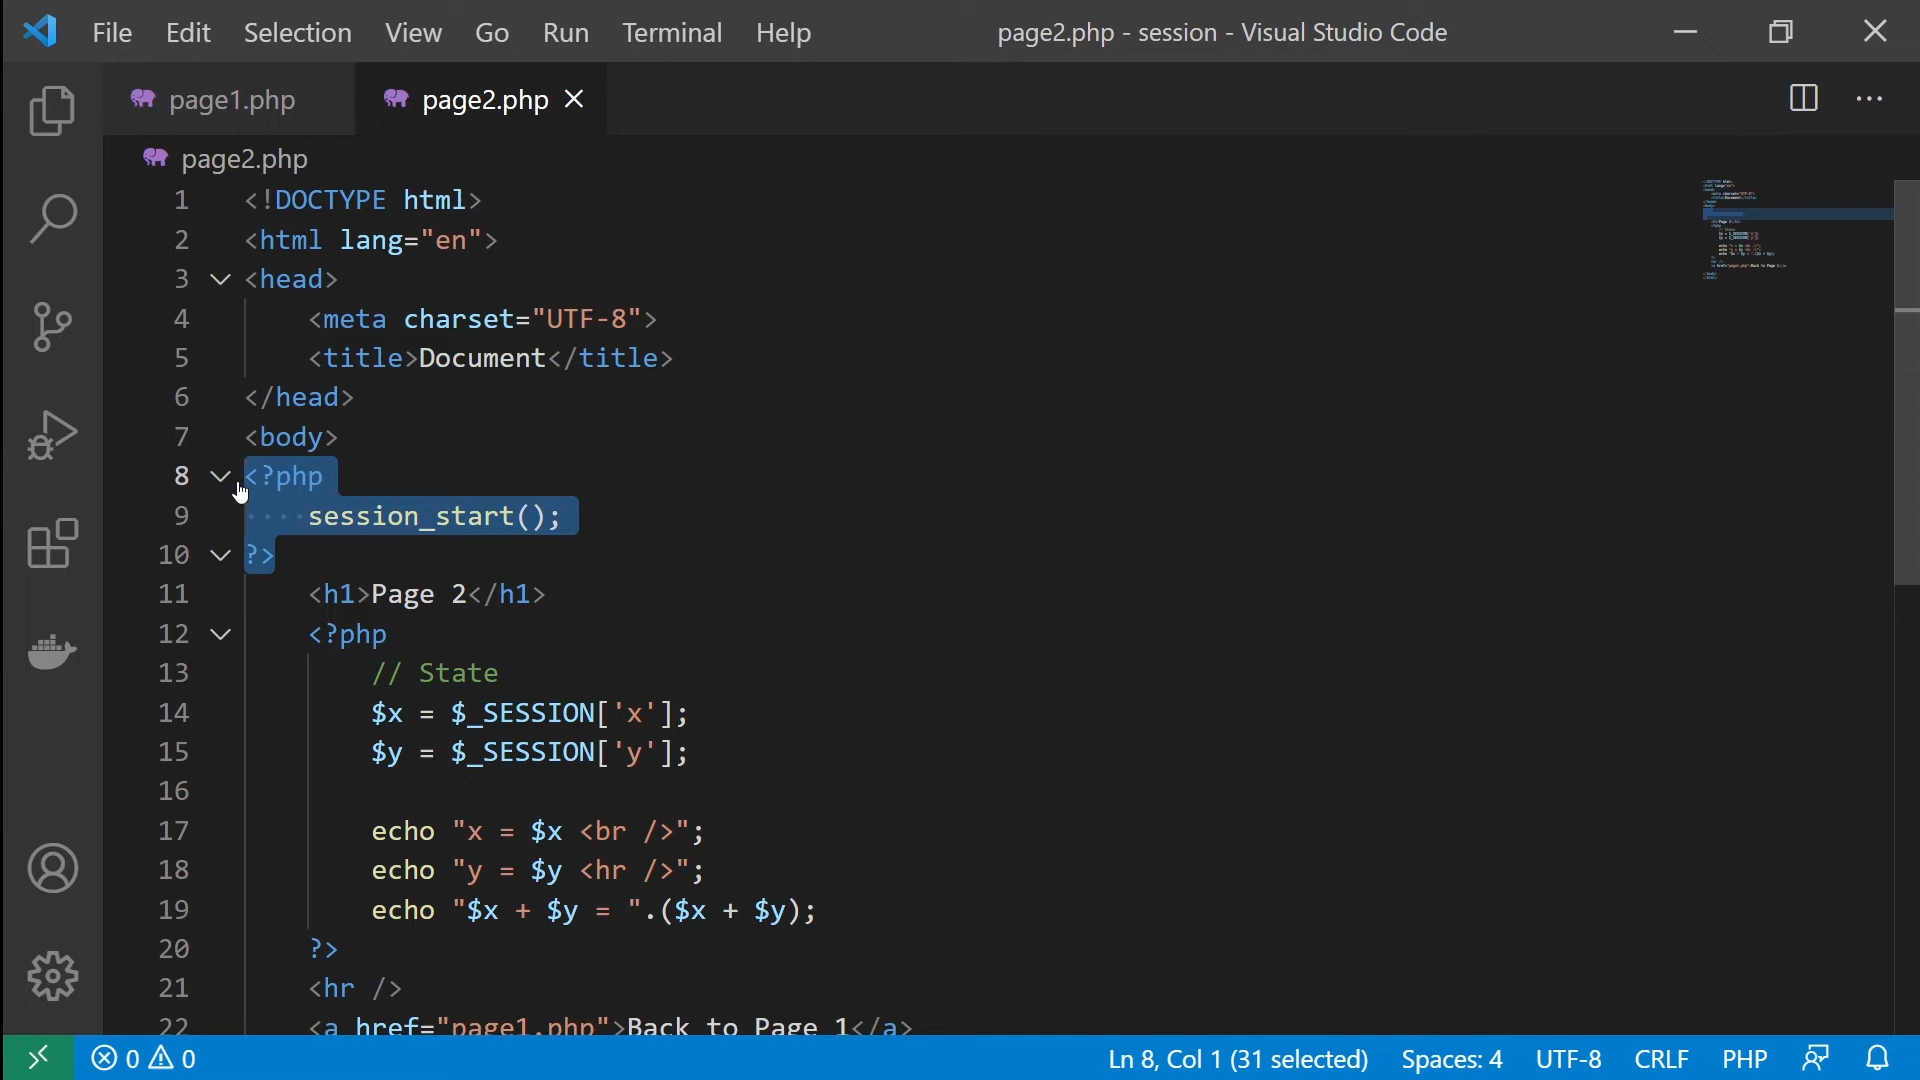 File Edit Selection View Go Run Terminal Help page2.php - session - Visual Studio Code
page1.php page2.php
page2.php
1 <!DOCTYPE html>
2 <html lang="en">
3 <head>
4 <meta charset="UTF-8">
5 <title>Document</title>
6 </head>
7 <body>
8 <?php
9 session_start();
10 ?>
11 <h1>Page 2</h1>
12 <?php
13 // State
14 $x = $_SESSION['x'];
15 $y = $_SESSION['y'];
16
17 echo "x = $x <br />";
18 echo "y = $y <hr />";
19 echo "$x + $y = ".($x + $y);
20 ?>
21 <hr />
22 <a href="page1.php">Back to Page 1</a>
0 0 Ln 8, Col 1 (31 selected) Spaces: 4 UTF-8 CRLF PHP